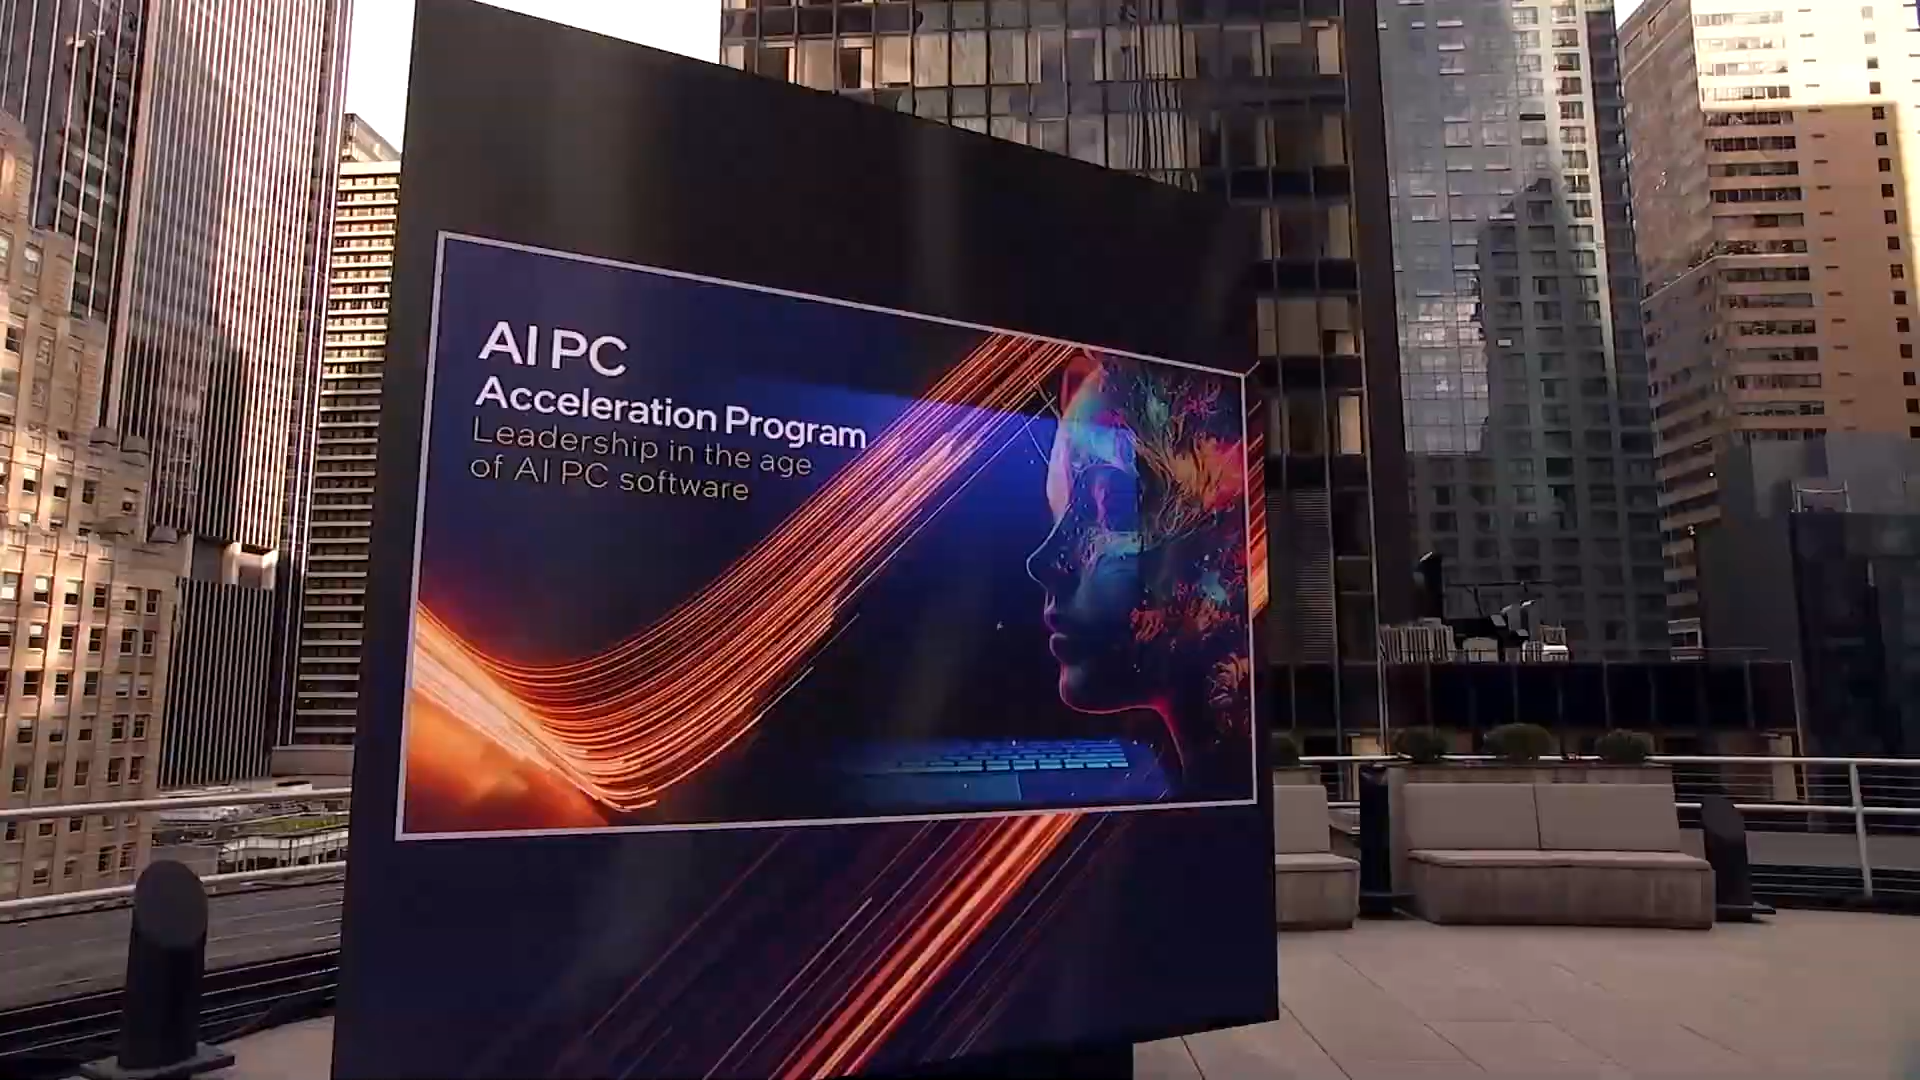 AI PC
Acceleration Program
Leadership in the age
of AI PC software